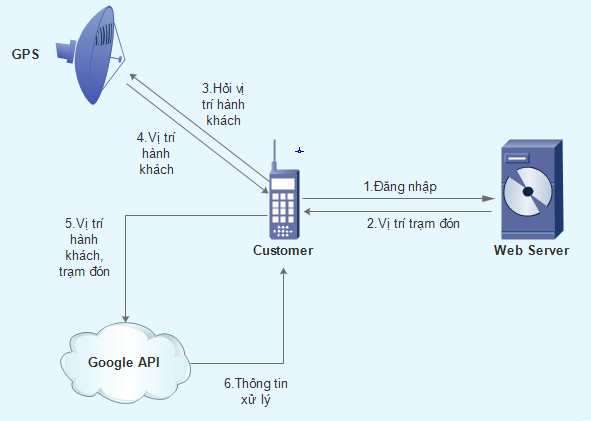 GPS
3.Hỏi vị
trí hành
khách
4.Vị trí
hành
khách
1.Đăng nhập
2.Vị trí trạm đón
Customer
Web Server
5.Vị trí
hành
khách,
trạm đón
Google API
6.Thông tin
xử lý